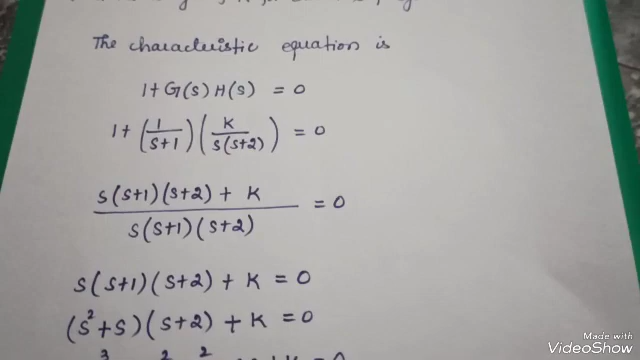 The characteristic equation is
1+G(s)H(s) = 0
1+(1/(s+1))(K/(s(s+2))) = 0
(s(s+1)(s+2)+K)/(s(s+1)(s+2)) = 0
s(s+1)(s+2)+K=0
(s²+s)(s+2)+K=0
Made with
VideoShow